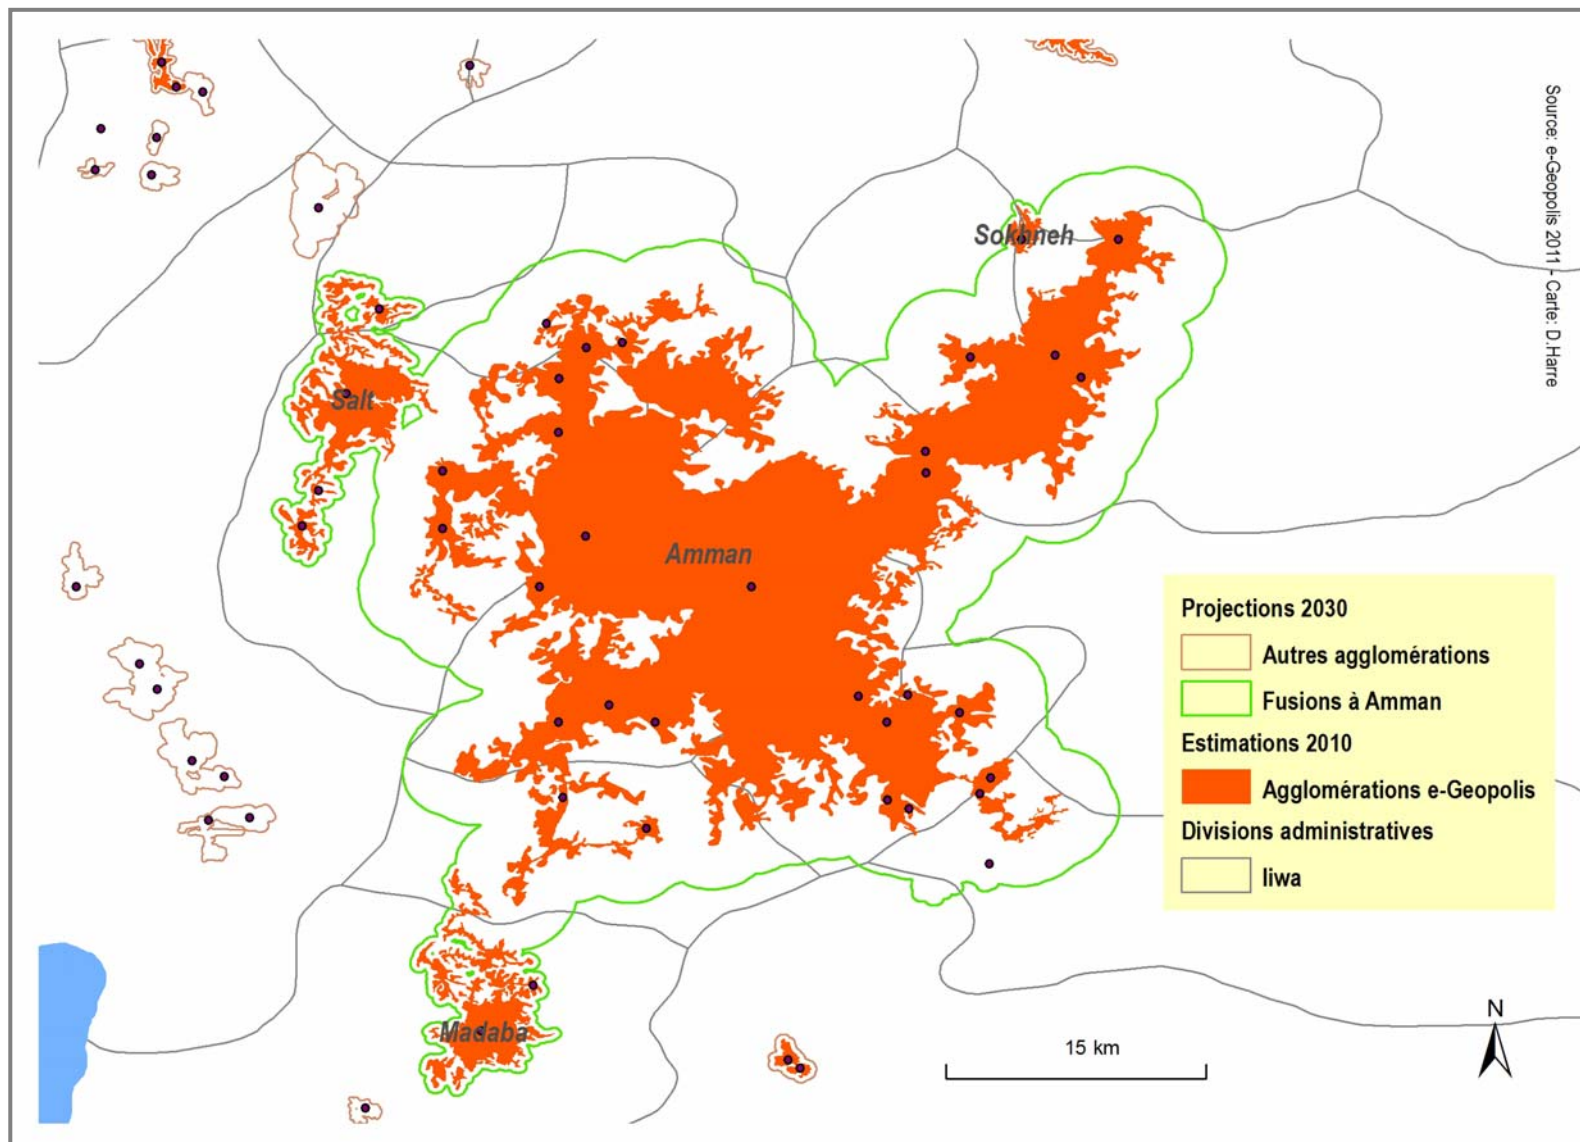 Sokhneh
Salt
Amman
Madaba
Source: e-Geopolis 2011 - Carte: D.Harre
Projections 2030
Autres agglomérations
Fusions à Amman
Estimations 2010
Agglomérations e-Geopolis
Divisions administratives
liwa
15 km
N